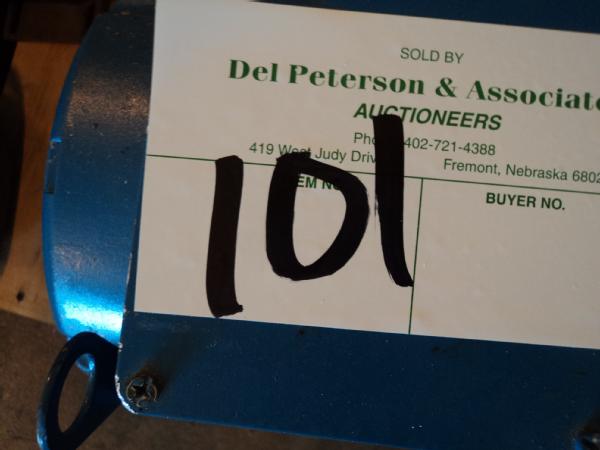 SOLD BY
Del Peterson & Associate
AUCTIONEERS
402-721-4388
419 West Judy Driv
Fremont, Nebraska 6802
BUYER NO.
101